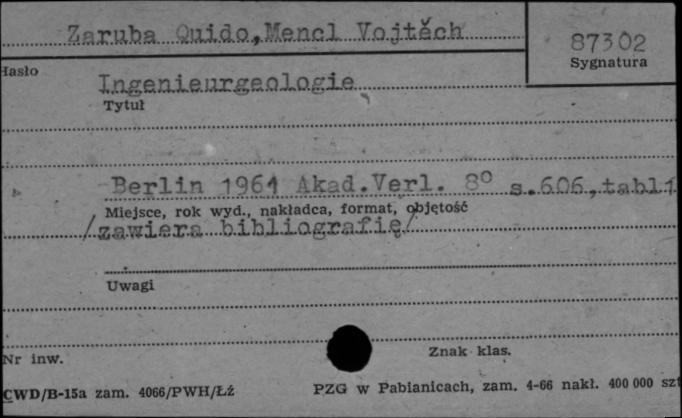 Zaruba Quido,Mencl Vojtěch
87302
Sygnatura
Hasło
Ingenieurgeologie
Tytuł
Berlin 1961 Akad.Verl. 8° s.606,tabl1
Miejsce, rok wyd., nakładca, format, objętość
/zawiera bibliografię/
Uwagi
Nr inw.
Znak klas.
CWD/B-15a zam. 4066/PWH/Łź
PZG w Pabianicach, zam. 4-66 nakł. 400 000 szt